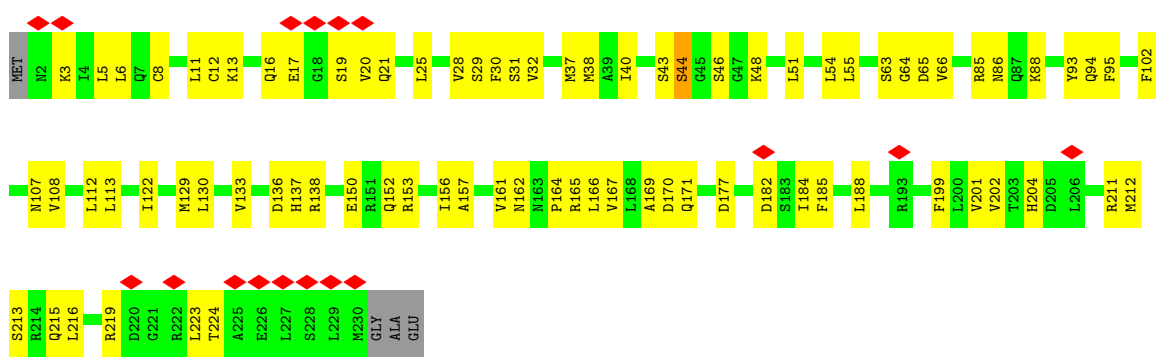 MET N2 K3 I4 L5 L6 Q7 C8 L11 C12 K13 Q16 E17 G18 S19 V20 Q21 L25 V28 S29 F30 S31 V32 M37 M38 A39 I40 S43 S44 G45 S46 G47 K48 L51 L54 L55 S63 G64 D65 V66 R85 N86 Q87 K88 Y93 Q94 F95 F102
N107 V108 L112 L113 I122 M129 L130 V133 D136 H137 R138 E150 R151 Q152 R153 I156 A157 V161 N162 N163 P164 R165 L166 V167 L168 A169 D170 Q171 D177 D182 S183 I184 F185 L188 R193 F199 L200 V201 V202 T203 H204 D205 L206 R211 M212
S213 R214 Q215 L216 R219 D220 G221 R222 L223 T224 A225 E226 L227 S228 L229 M230 GLY ALA GLU